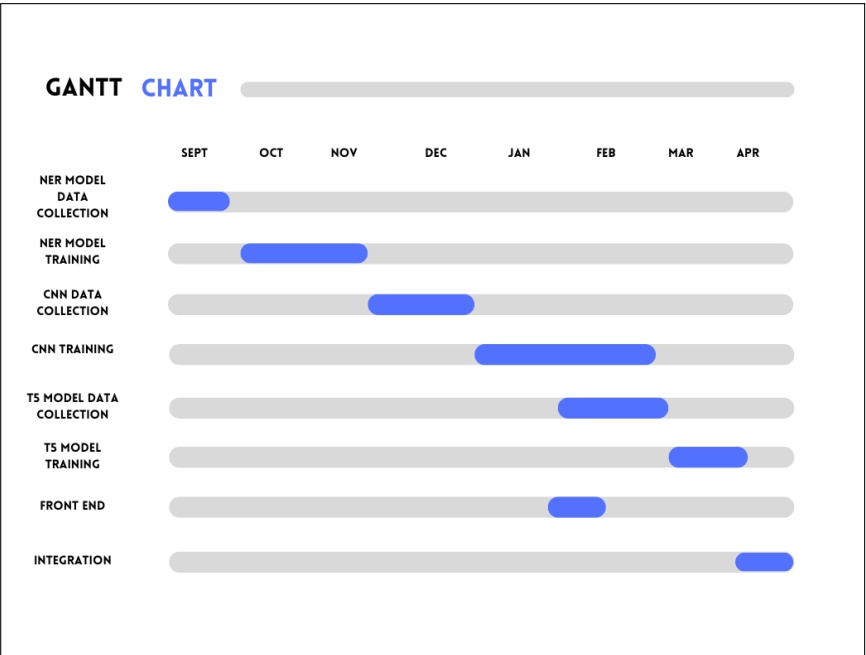 GANTT CHART
SEPT OCT NOV DEC JAN FEB MAR APR
NER MODEL
DATA
COLLECTION
NER MODEL
TRAINING
CNN DATA
COLLECTION
CNN TRAINING
T5 MODEL DATA
COLLECTION
T5 MODEL
TRAINING
FRONT END
INTEGRATION